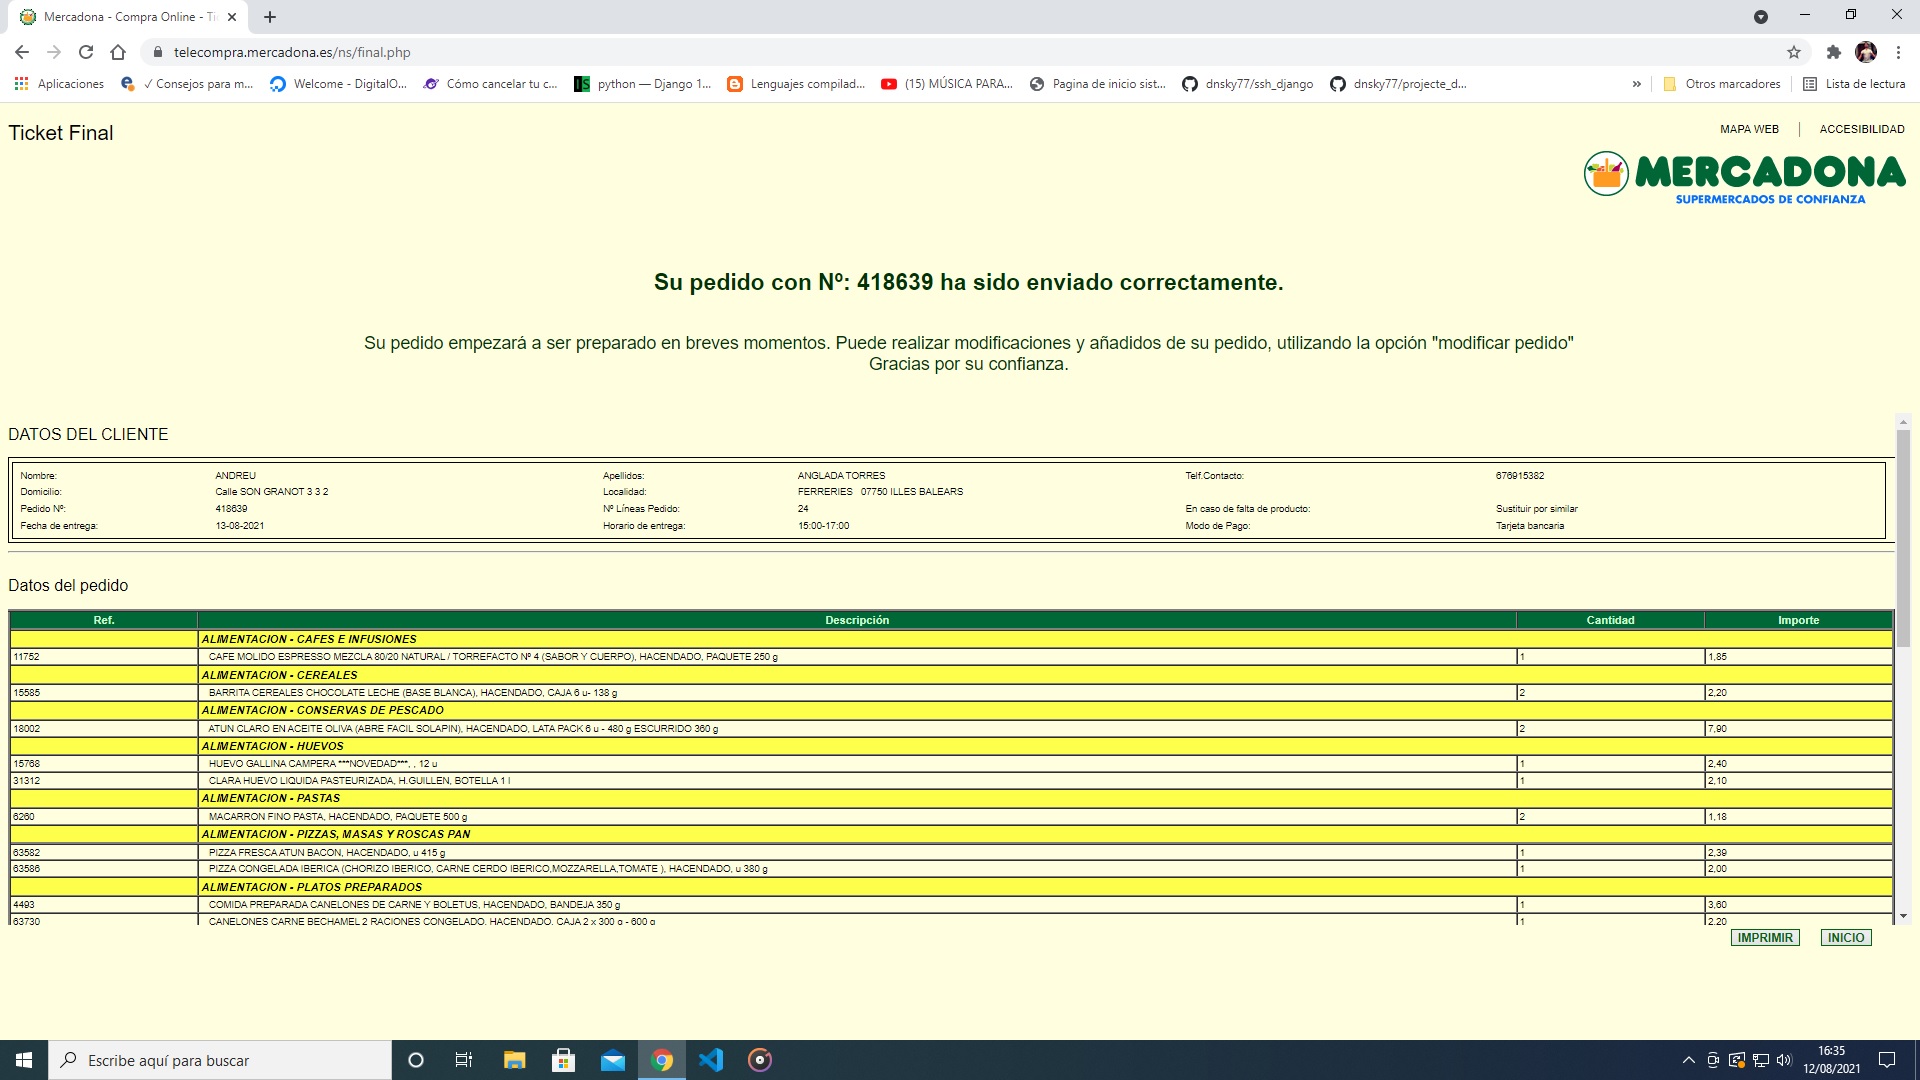 Mercadona - Compra Online - Ti
telecompra.mercadona.es/ns/final.php
Aplicaciones
✓ Consejos para m...
Welcome - DigitalO...
Cómo cancelar tu c...
python — Django 1...
Lenguajes compilad...
(15) MÚSICA PARA...
Pagina de inicio sist...
dnsky77/ssh_django
dnsky77/projecte_d...
»
Otros marcadores
Lista de lectura
Ticket Final
MAPA WEB
ACCESIBILIDAD
MERCADONA
SUPERMERCADOS DE CONFIANZA
Su pedido con Nº: 418639 ha sido enviado correctamente.
Su pedido empezará a ser preparado en breves momentos. Puede realizar modificaciones y añadidos de su pedido, utilizando la opción "modificar pedido"
Gracias por su confianza.
DATOS DEL CLIENTE
Nombre: ANDREU Apellidos: ANGLADA TORRES Telf.Contacto: 676915382
Domicilio: Calle SON GRANOT 3 3 2 Localidad: FERRERIES 07750 ILLES BALEARS
Pedido Nº: 418639 Nº Líneas Pedido: 24 En caso de falta de producto: Sustituir por similar
Fecha de entrega: 13-08-2021 Horario de entrega: 15:00-17:00 Modo de Pago: Tarjeta bancaria
Datos del pedido
Ref. Descripción Cantidad Importe
ALIMENTACION - CAFES E INFUSIONES
11752 CAFE MOLIDO ESPRESSO MEZCLA 80/20 NATURAL / TORREFACTO Nº 4 (SABOR Y CUERPO), HACENDADO, PAQUETE 250 g 1 1,85
ALIMENTACION - CEREALES
15585 BARRITA CEREALES CHOCOLATE LECHE (BASE BLANCA), HACENDADO, CAJA 6 u- 138 g 2 2,20
ALIMENTACION - CONSERVAS DE PESCADO
18002 ATUN CLARO EN ACEITE OLIVA (ABRE FACIL SOLAPIN), HACENDADO, LATA PACK 6 u - 480 g ESCURRIDO 360 g 2 7,90
ALIMENTACION - HUEVOS
15768 HUEVO GALLINA CAMPERA ***NOVEDAD***, , 12 u 1 2,40
31312 CLARA HUEVO LIQUIDA PASTEURIZADA, H.GUILLEN, BOTELLA 1 l 1 2,10
ALIMENTACION - PASTAS
6260 MACARRON FINO PASTA, HACENDADO, PAQUETE 500 g 2 1,18
ALIMENTACION - PIZZAS, MASAS Y ROSCAS PAN
63582 PIZZA FRESCA ATUN BACON, HACENDADO, u 415 g 1 2,39
63586 PIZZA CONGELADA IBERICA (CHORIZO IBERICO, CARNE CERDO IBERICO,MOZZARELLA,TOMATE ), HACENDADO, u 380 g 1 2,00
ALIMENTACION - PLATOS PREPARADOS
4493 COMIDA PREPARADA CANELONES DE CARNE Y BOLETUS, HACENDADO, BANDEJA 350 g 1 3,60
63730 CANELONES CARNE BECHAMEL 2 RACIONES CONGELADO, HACENDADO, CAJA 2 x 300 g - 600 g 1 2,20
IMPRIMIR
INICIO
Escribe aquí para buscar
16:35
12/08/2021